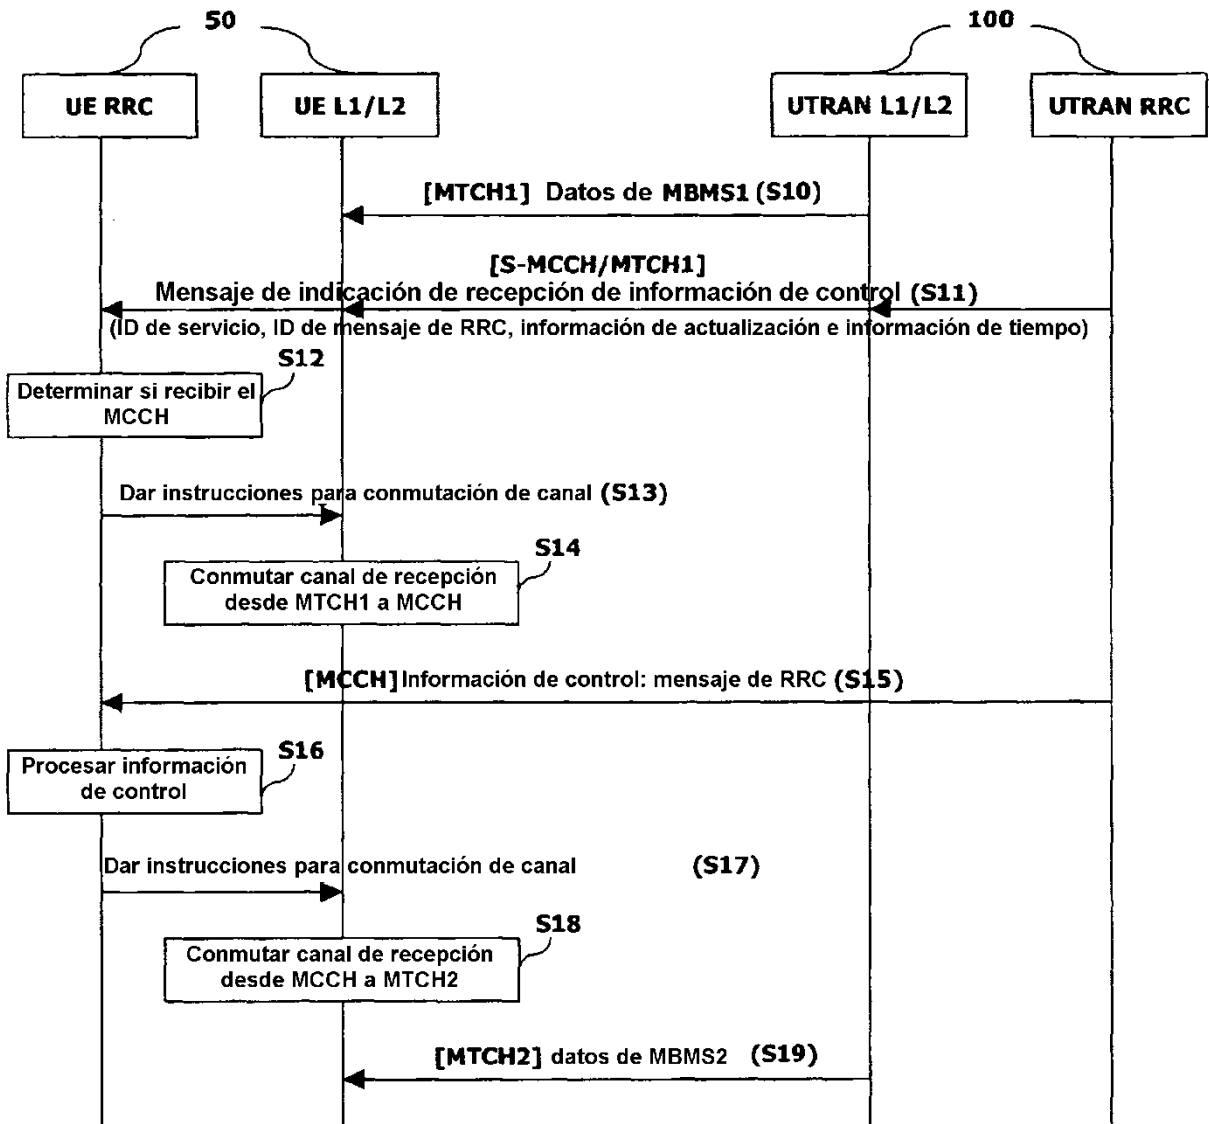 50
100
UE RRC
UE L1/L2
UTRAN L1/L2
UTRAN RRC
[MTCH1] Datos de MBMS1 (S10)
[S-MCCH/MTCH1]
Mensaje de indicación de recepción de información de control (S11)
(ID de servicio, ID de mensaje de RRC, información de actualización e información de tiempo)
S12
Determinar si recibir el
MCCH
Dar instrucciones para conmutación de canal (S13)
S14
Conmutar canal de recepción
desde MTCH1 a MCCH
[MCCH] Información de control: mensaje de RRC (S15)
S16
Procesar información
de control
Dar instrucciones para conmutación de canal (S17)
S18
Conmutar canal de recepción
desde MCCH a MTCH2
[MTCH2] datos de MBMS2 (S19)